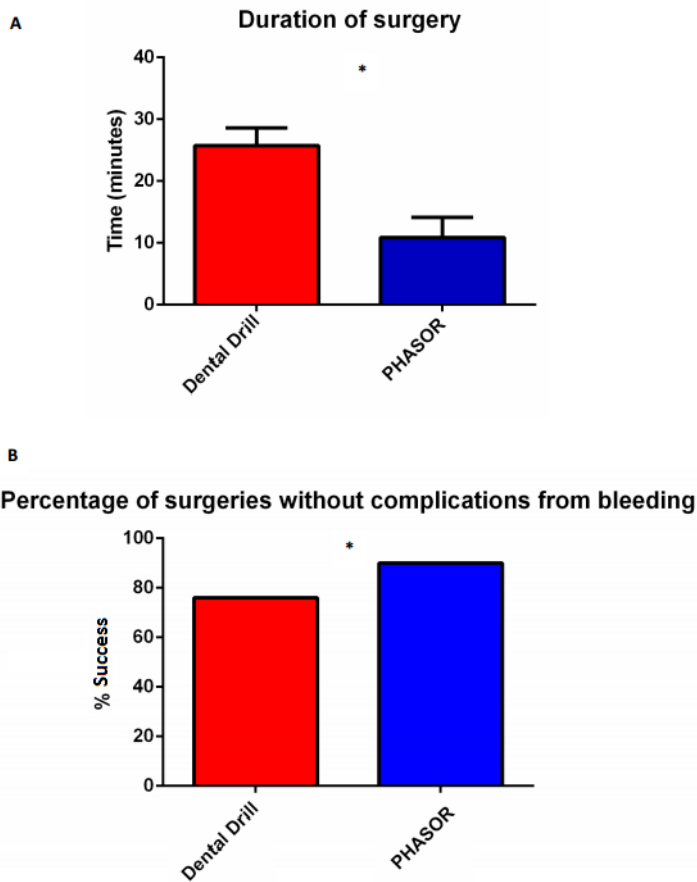 A
Duration of surgery
*
40
30
20
10
0
Time (minutes)
Dental Drill
PHASOR
B
Percentage of surgeries without complications from bleeding
*
100
80
60
40
20
0
% Success
Dental Drill
PHASOR